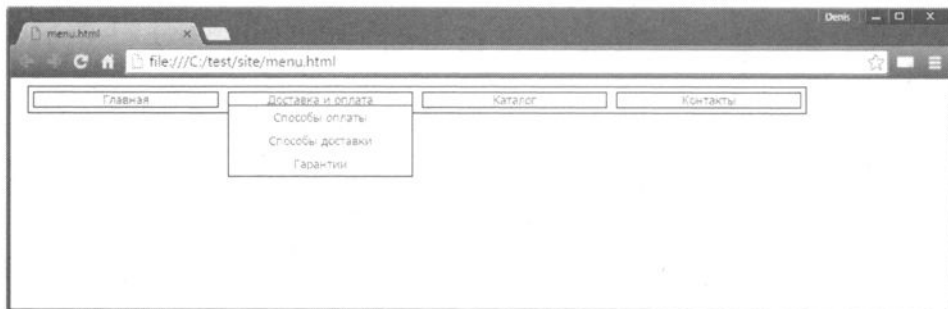 Denis
menu.html
file:///C:/test/site/menu.html
Главная Доставка и оплата Каталог Контакты
Способы оплаты
Способы доставки
Гарантии